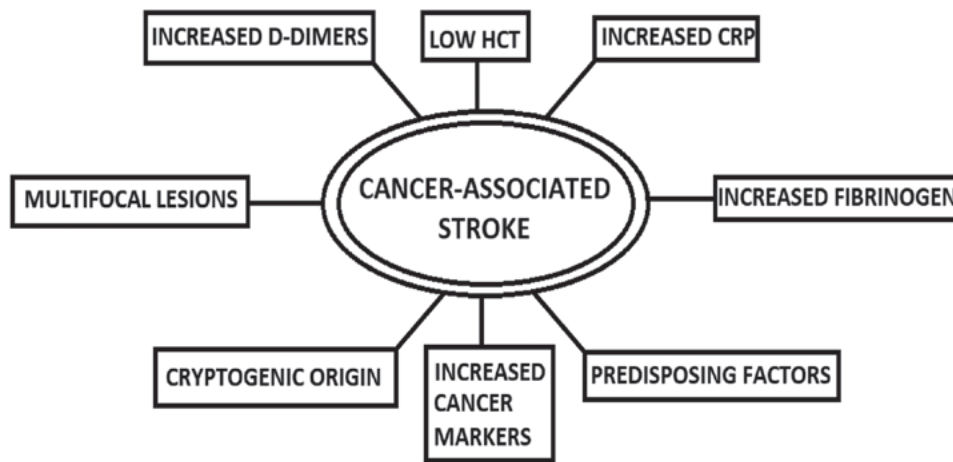 INCREASED D-DIMERS
LOW HCT
INCREASED CRP
MULTIFOCAL LESIONS
CANCER-ASSOCIATED
STROKE
INCREASED FIBRINOGEN
CRYPTOGENIC ORIGIN
INCREASED
CANCER
MARKERS
PREDISPOSING FACTORS